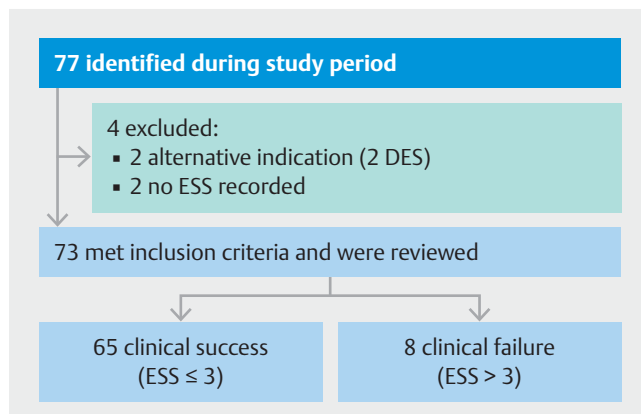 77 identified during study period
4 excluded:
▪ 2 alternative indication (2 DES)
▪ 2 no ESS recorded
73 met inclusion criteria and were reviewed
65 clinical success
(ESS ≤ 3)
8 clinical failure
(ESS > 3)